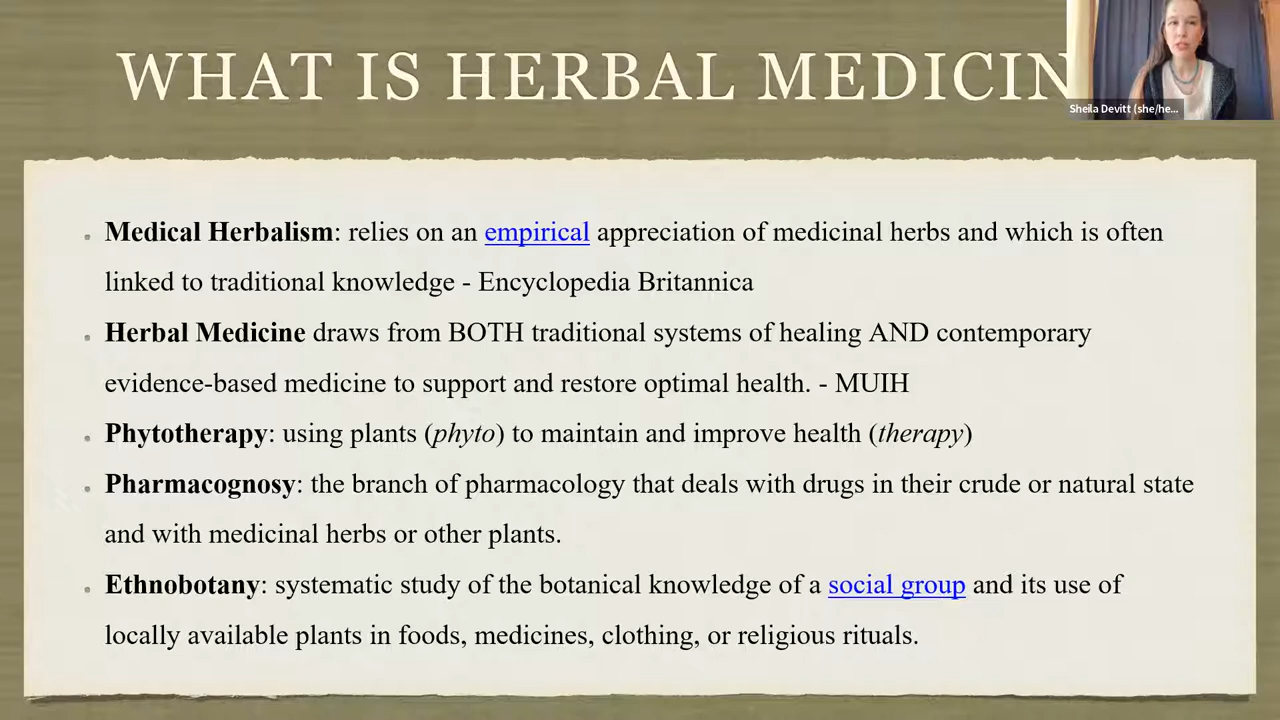 WHAT IS HERBAL MEDICIN
Sheila Devitt (she/he...
Medical Herbalism: relies on an empirical appreciation of medicinal herbs and which is often
linked to traditional knowledge - Encyclopedia Britannica
Herbal Medicine draws from BOTH traditional systems of healing AND contemporary
evidence-based medicine to support and restore optimal health. - MUIH
Phytotherapy: using plants (phyto) to maintain and improve health (therapy)
Pharmacognosy: the branch of pharmacology that deals with drugs in their crude or natural state
and with medicinal herbs or other plants.
Ethnobotany: systematic study of the botanical knowledge of a social group and its use of
locally available plants in foods, medicines, clothing, or religious rituals.